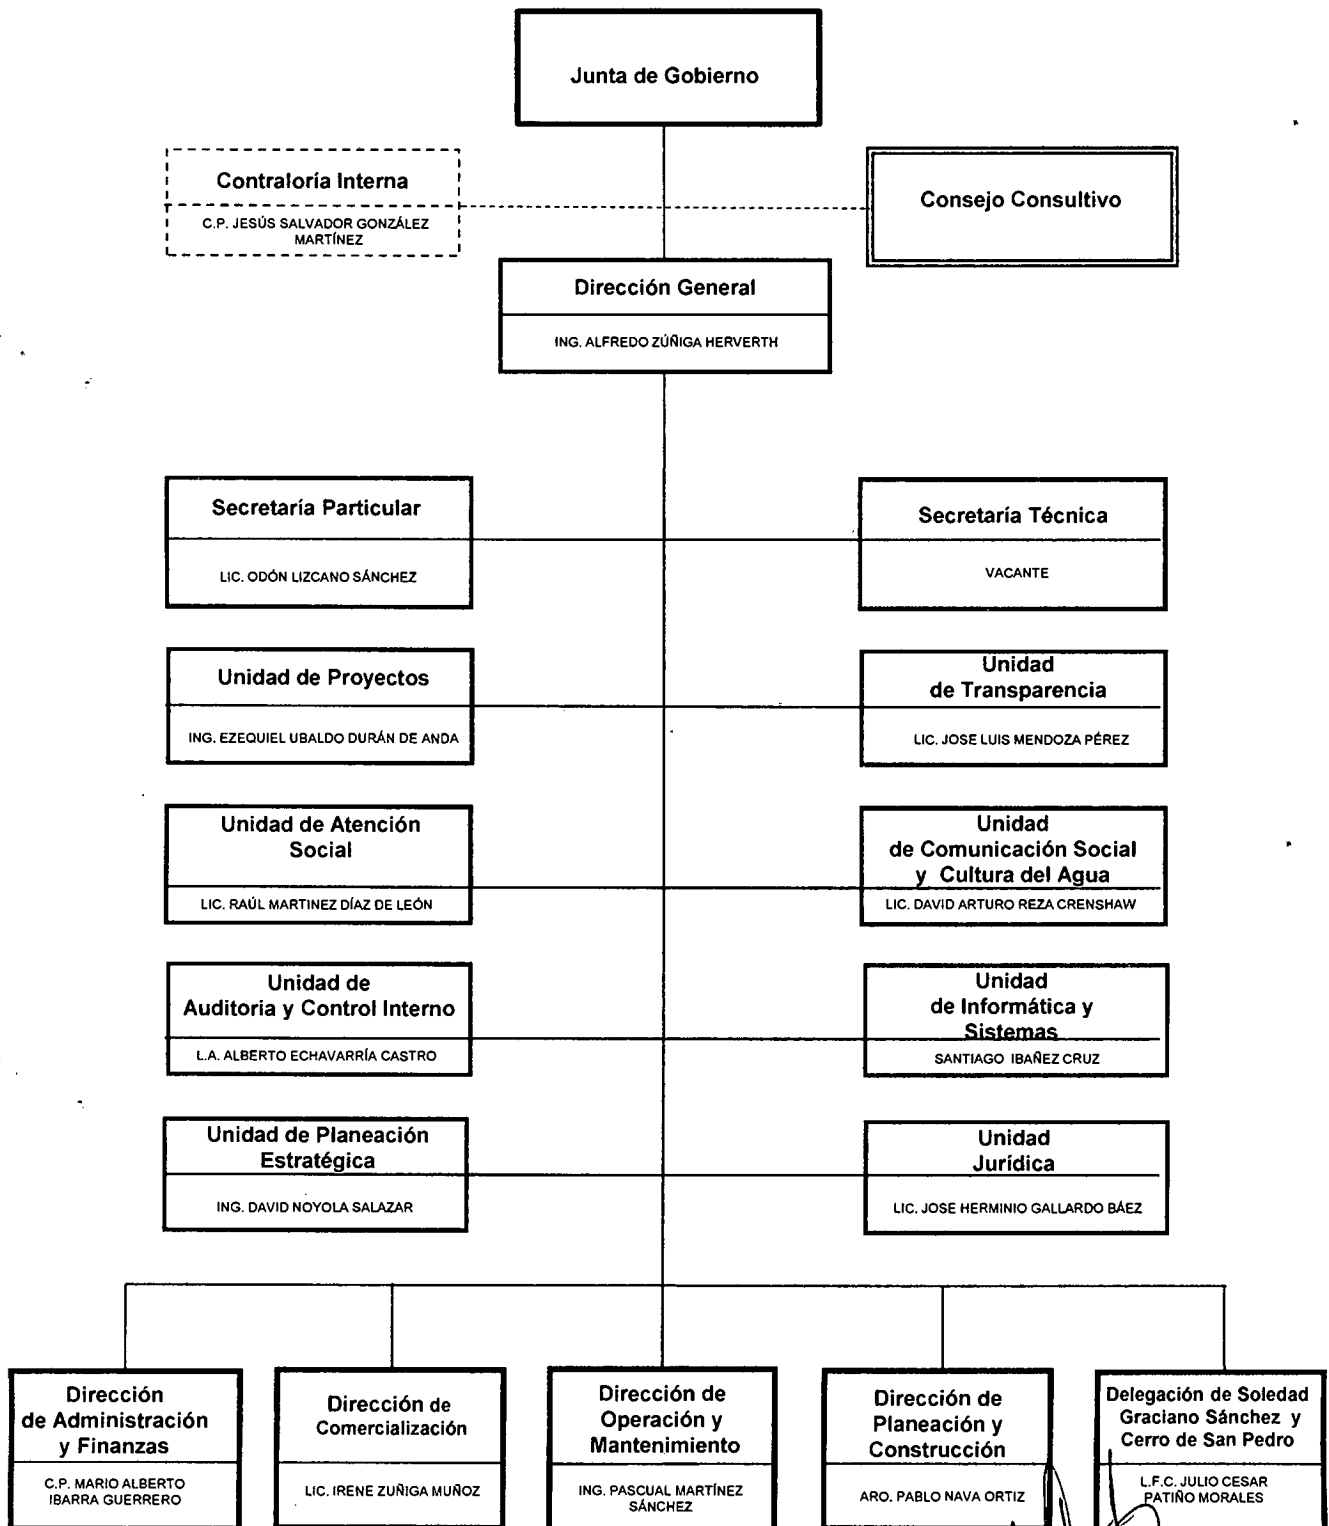 Junta de Gobierno
Contraloría Interna
C.P. JESÚS SALVADOR GONZÁLEZ
MARTÍNEZ
Consejo Consultivo
Dirección General
ING. ALFREDO ZÚÑIGA HERVERTH
Secretaría Particular
LIC. ODÓN LIZCANO SÁNCHEZ
Secretaría Técnica
VACANTE
Unidad de Proyectos
ING. EZEQUIEL UBALDO DURÁN DE ANDA
Unidad
de Transparencia
LIC. JOSE LUIS MENDOZA PÉREZ
Unidad de Atención
Social
LIC. RAÚL MARTINEZ DÍAZ DE LEÓN
Unidad
de Comunicación Social
y Cultura del Agua
LIC. DAVID ARTURO REZA CRENSHAW
Unidad de
Auditoria y Control Interno
L.A. ALBERTO ECHAVARRÍA CASTRO
Unidad
de Informática y
Sistemas
SANTIAGO IBAÑEZ CRUZ
Unidad de Planeación
Estratégica
ING. DAVID NOYOLA SALAZAR
Unidad
Jurídica
LIC. JOSE HERMINIO GALLARDO BÁEZ
Dirección
de Administración
y Finanzas
C.P. MARIO ALBERTO
IBARRA GUERRERO
Dirección de
Comercialización
LIC. IRENE ZUÑIGA MUÑOZ
Dirección de
Operación y
Mantenimiento
ING. PASCUAL MARTÍNEZ
SÁNCHEZ
Dirección de
Planeación y
Construcción
ARO. PABLO NAVA ORTIZ
Delegación de Soledad
Graciano Sánchez y
Cerro de San Pedro
L.F.C. JULIO CESAR
PATIÑO MORALES